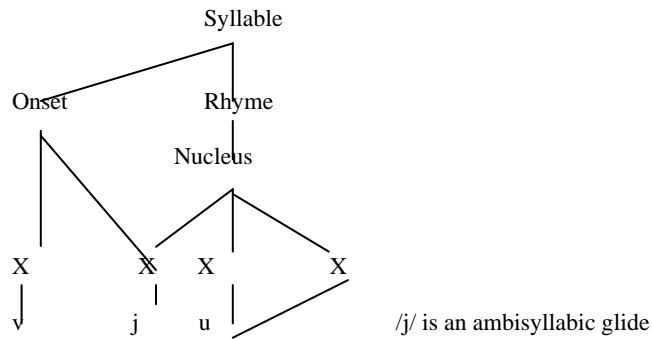 Syllable
Onset Rhyme
Nucleus
X X X X
v j u /j/ is an ambisyllabic glide